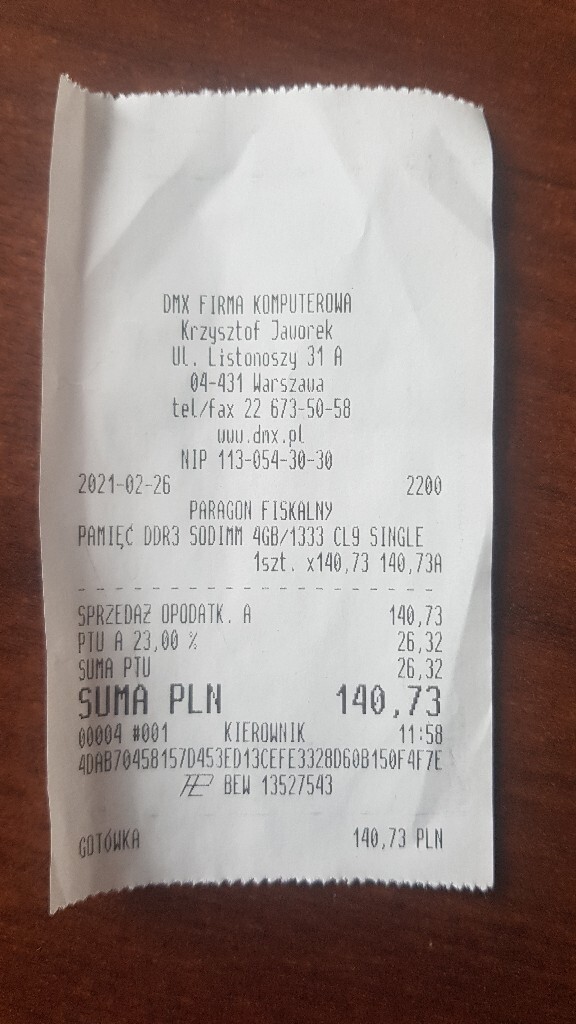 DMX FIRMA KOMPUTEROWA
Krzysztof Jaworek
Ul. Listonoszy 31 A
04-431 Warszawa
tel/fax 22 673-50-58
www.dmx.pl
NIP 113-054-30-30
2021-02-26 2200
PARAGON FISKALNY
PAMIĘĆ DDR3 SODIMM 4GB/1333 CL9 SINGLE
1szt. x140,73 140,73A
SPRZEDAŻ OPODATK. A 140,73
PTU A 23,00 % 26,32
SUMA PTU 26,32
SUMA PLN 140,73
00004 #001 KIEROWNIK 11:58
4DAB70458157D453ED13CEFE3328D60B150F4F7E
BEW 13527543
GOTÓWKA 140,73 PLN